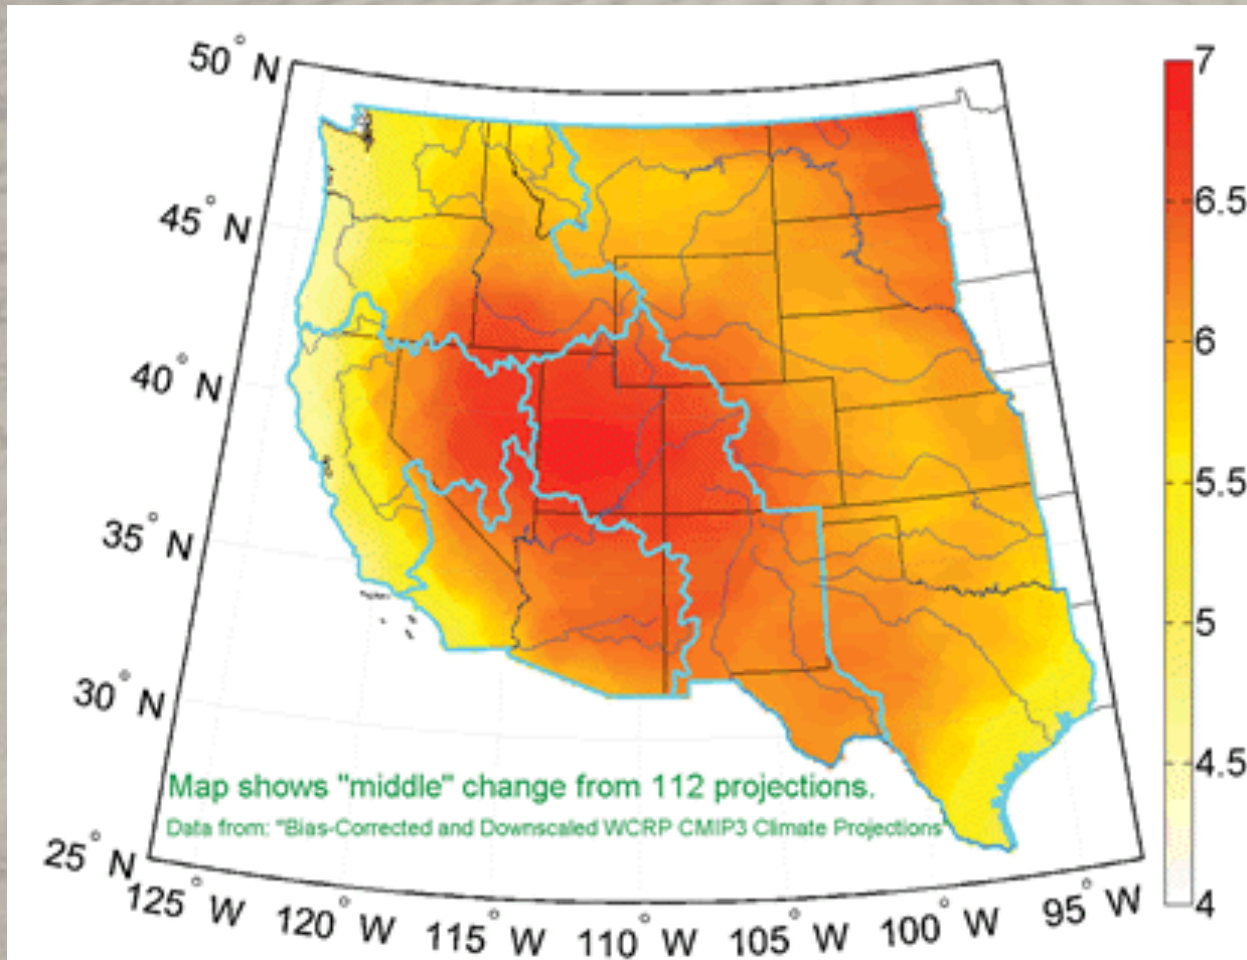 50° N
45° N
40° N
35° N
30° N
25° N
125° W
120° W
115° W
110° W
105° W
100° W
95° W
7
6.5
6
5.5
5
4.5
4
Map shows "middle" change from 112 projections.
Data from: "Bias-Corrected and Downscaled WCRP CMIP3 Climate Projections"